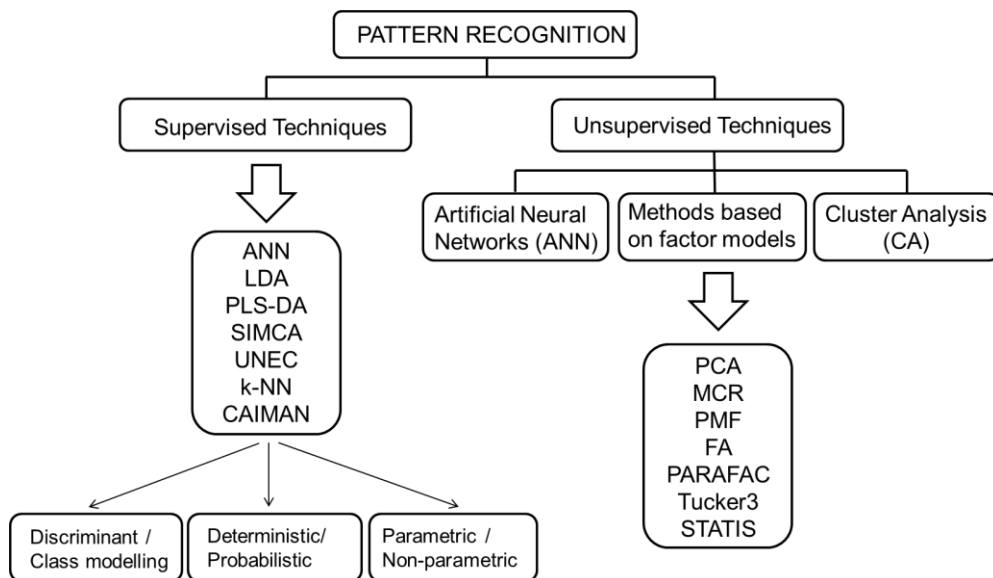 PATTERN RECOGNITION
Supervised Techniques
Unsupervised Techniques
Artificial Neural
Networks (ANN)
Methods based
on factor models
Cluster Analysis
(CA)
ANN
LDA
PLS-DA
SIMCA
UNEC
k-NN
CAIMAN
PCA
MCR
PMF
FA
PARAFAC
Tucker3
STATIS
Discriminant /
Class modelling
Deterministic/
Probabilistic
Parametric /
Non-parametric